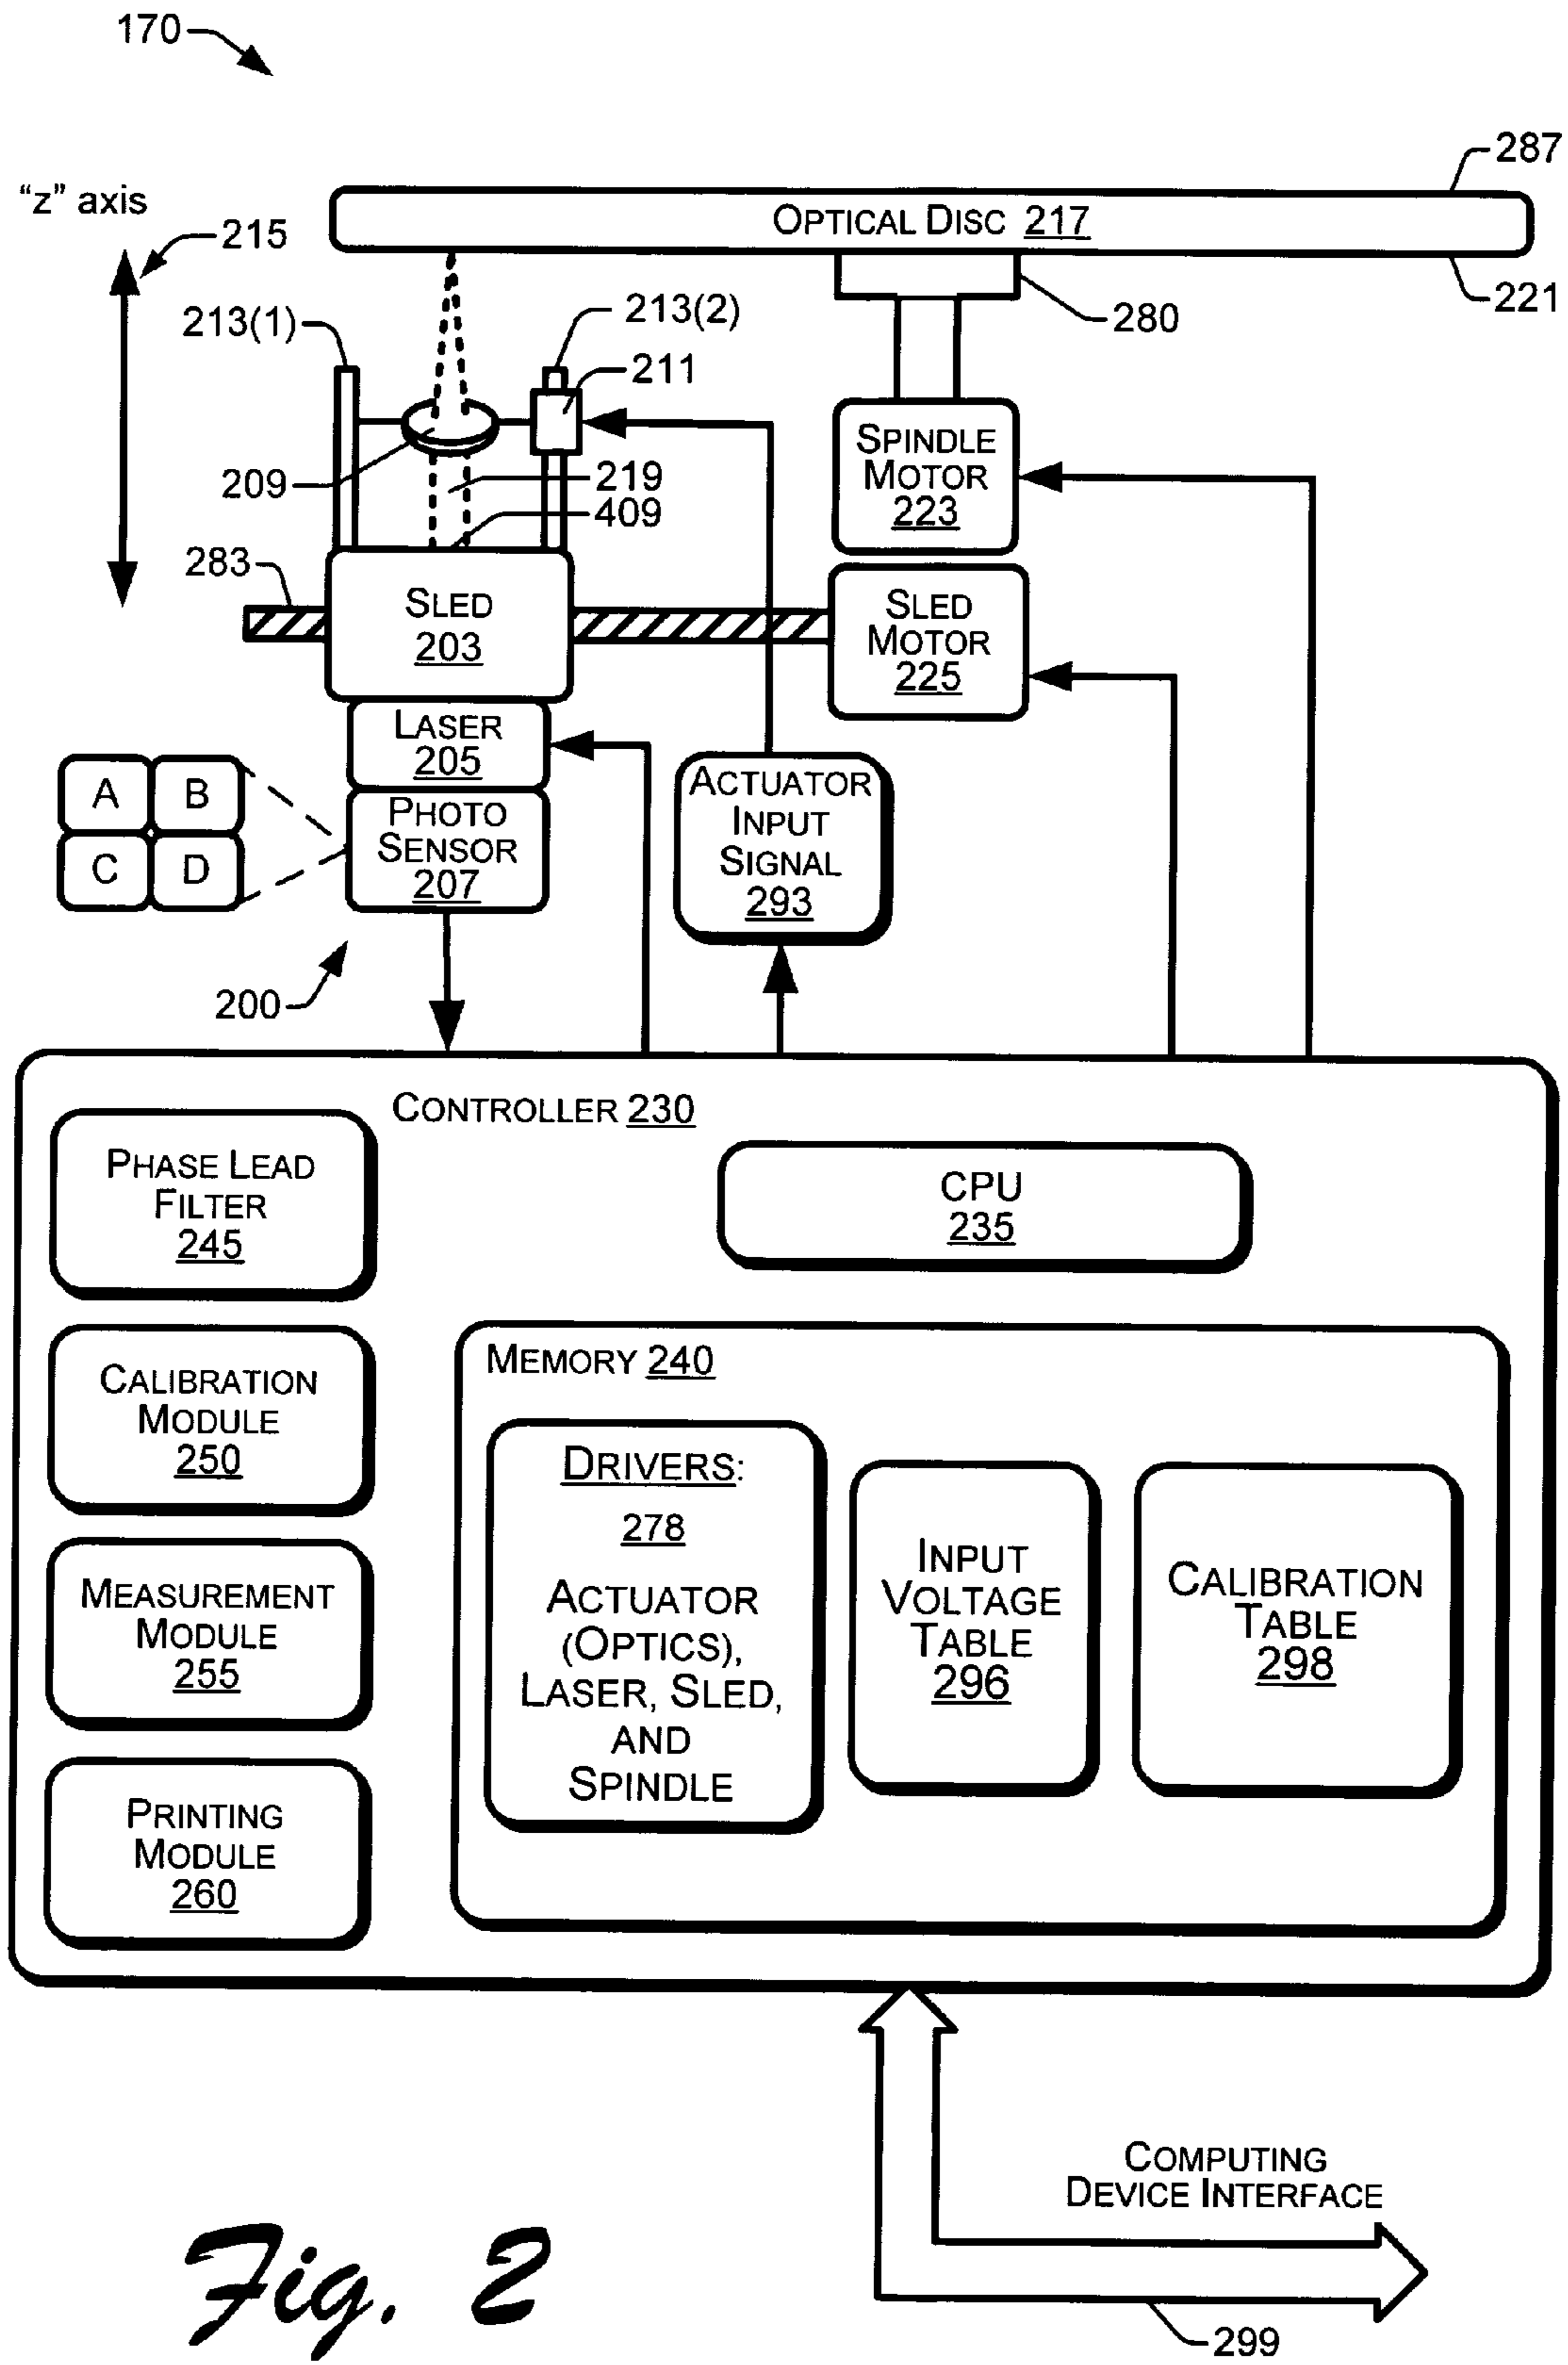 170
287
"z" axis
OPTICAL DISC 217
215
221
213(1)
213(2)
280
211
SPINDLE
MOTOR
223
209
219
409
283
SLED
203
SLED
MOTOR
225
LASER
205
A B
C D
PHOTO
SENSOR
207
ACTUATOR
INPUT
SIGNAL
293
200
CONTROLLER 230
PHASE LEAD
FILTER
245
CPU
235
CALIBRATION
MODULE
250
MEMORY 240
DRIVERS:
278
ACTUATOR
(OPTICS),
LASER, SLED,
AND
SPINDLE
INPUT
VOLTAGE
TABLE
296
CALIBRATION
TABLE
298
MEASUREMENT
MODULE
255
PRINTING
MODULE
260
COMPUTING
DEVICE INTERFACE
299
Fig. 2